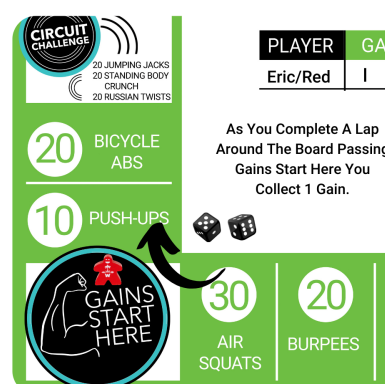 CIRCUIT
CHALLENGE
20 JUMPING JACKS
20 STANDING BODY
CRUNCH
20 RUSSIAN TWISTS
PLAYER GA
Eric/Red I
20 BICYCLE
ABS
As You Complete A Lap
Around The Board Passing
Gains Start Here You
Collect 1 Gain.
10 PUSH-UPS
GAINS
START
HERE
30
AIR
SQUATS
20
BURPEES